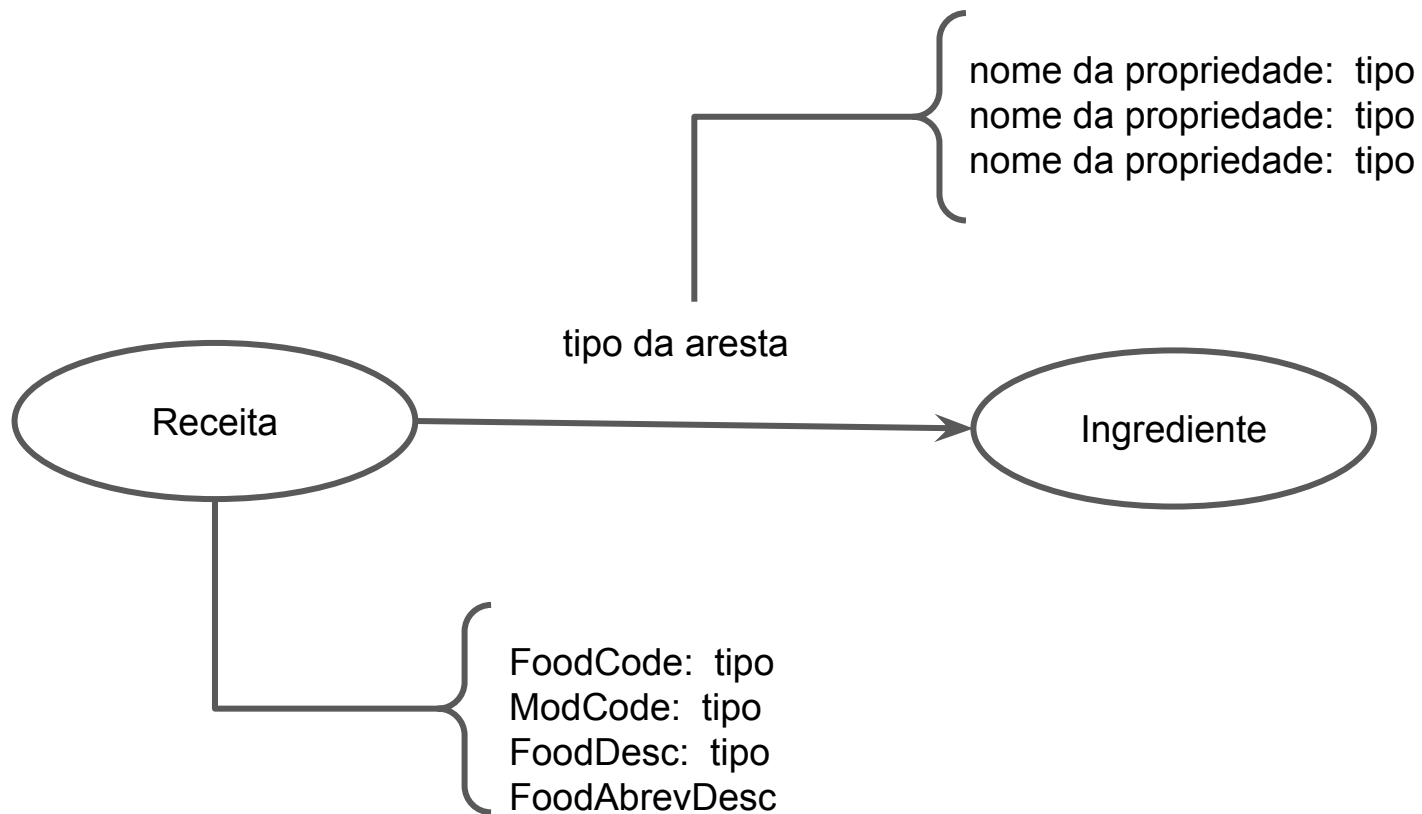 nome da propriedade: tipo
nome da propriedade: tipo
nome da propriedade: tipo
tipo da aresta
Receita
Ingrediente
FoodCode: tipo
ModCode: tipo
FoodDesc: tipo
FoodAbrevDesc